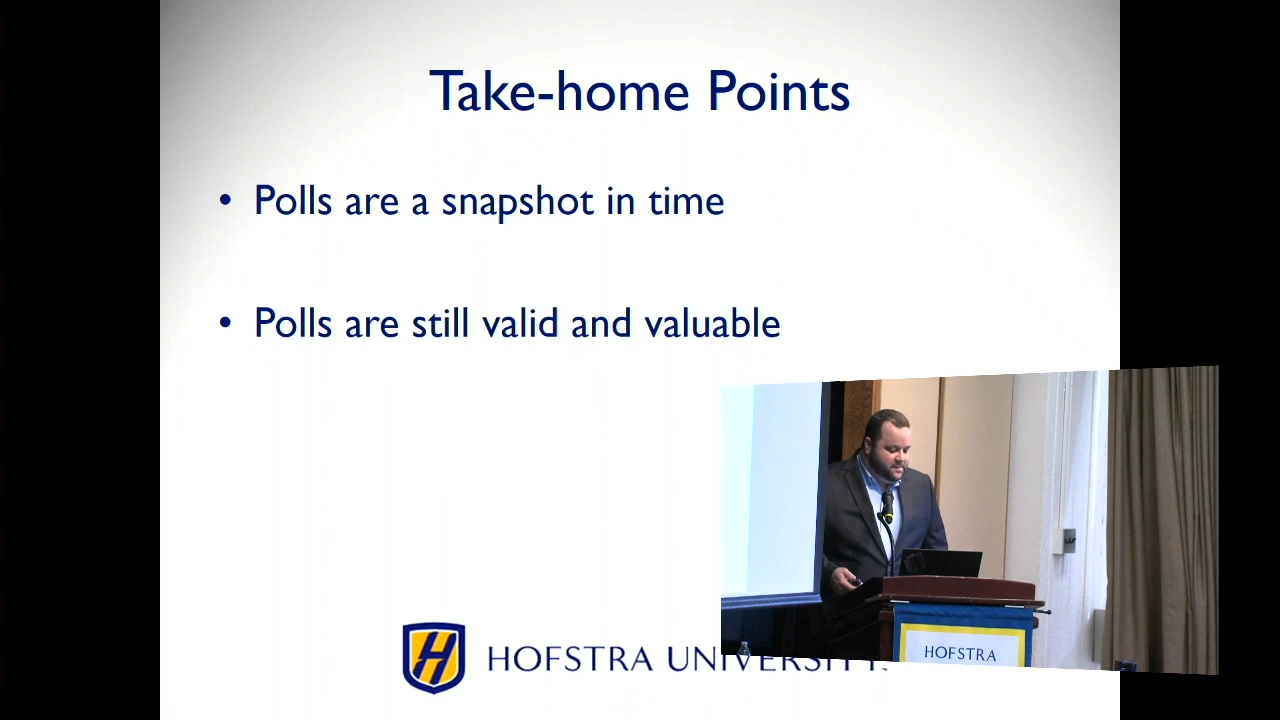 Take-home Points
• Polls are a snapshot in time
• Polls are still valid and valuable
HOFSTRA UNIVERSITY
HOFSTRA